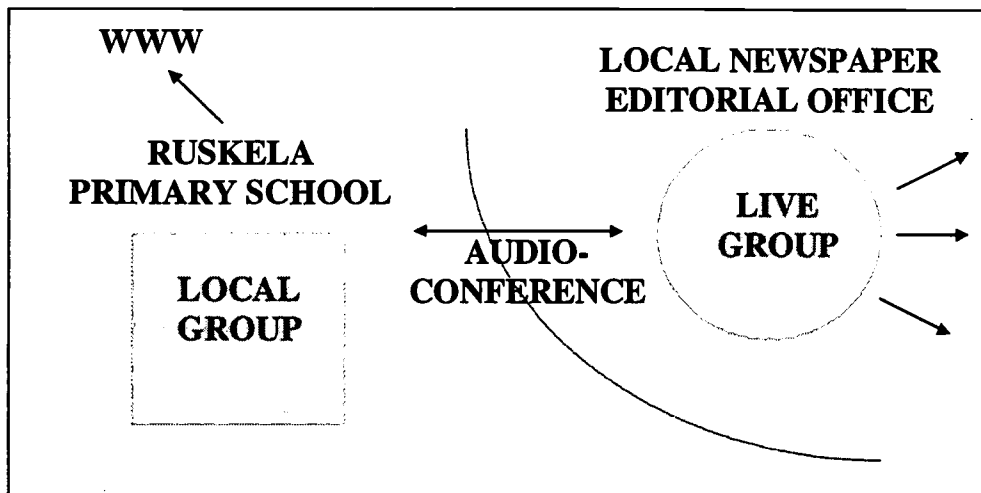 WWW
RUSKELA
PRIMARY SCHOOL
LOCAL
GROUP
AUDIO-
CONFERENCE
LOCAL NEWSPAPER
EDITORIAL OFFICE
LIVE
GROUP